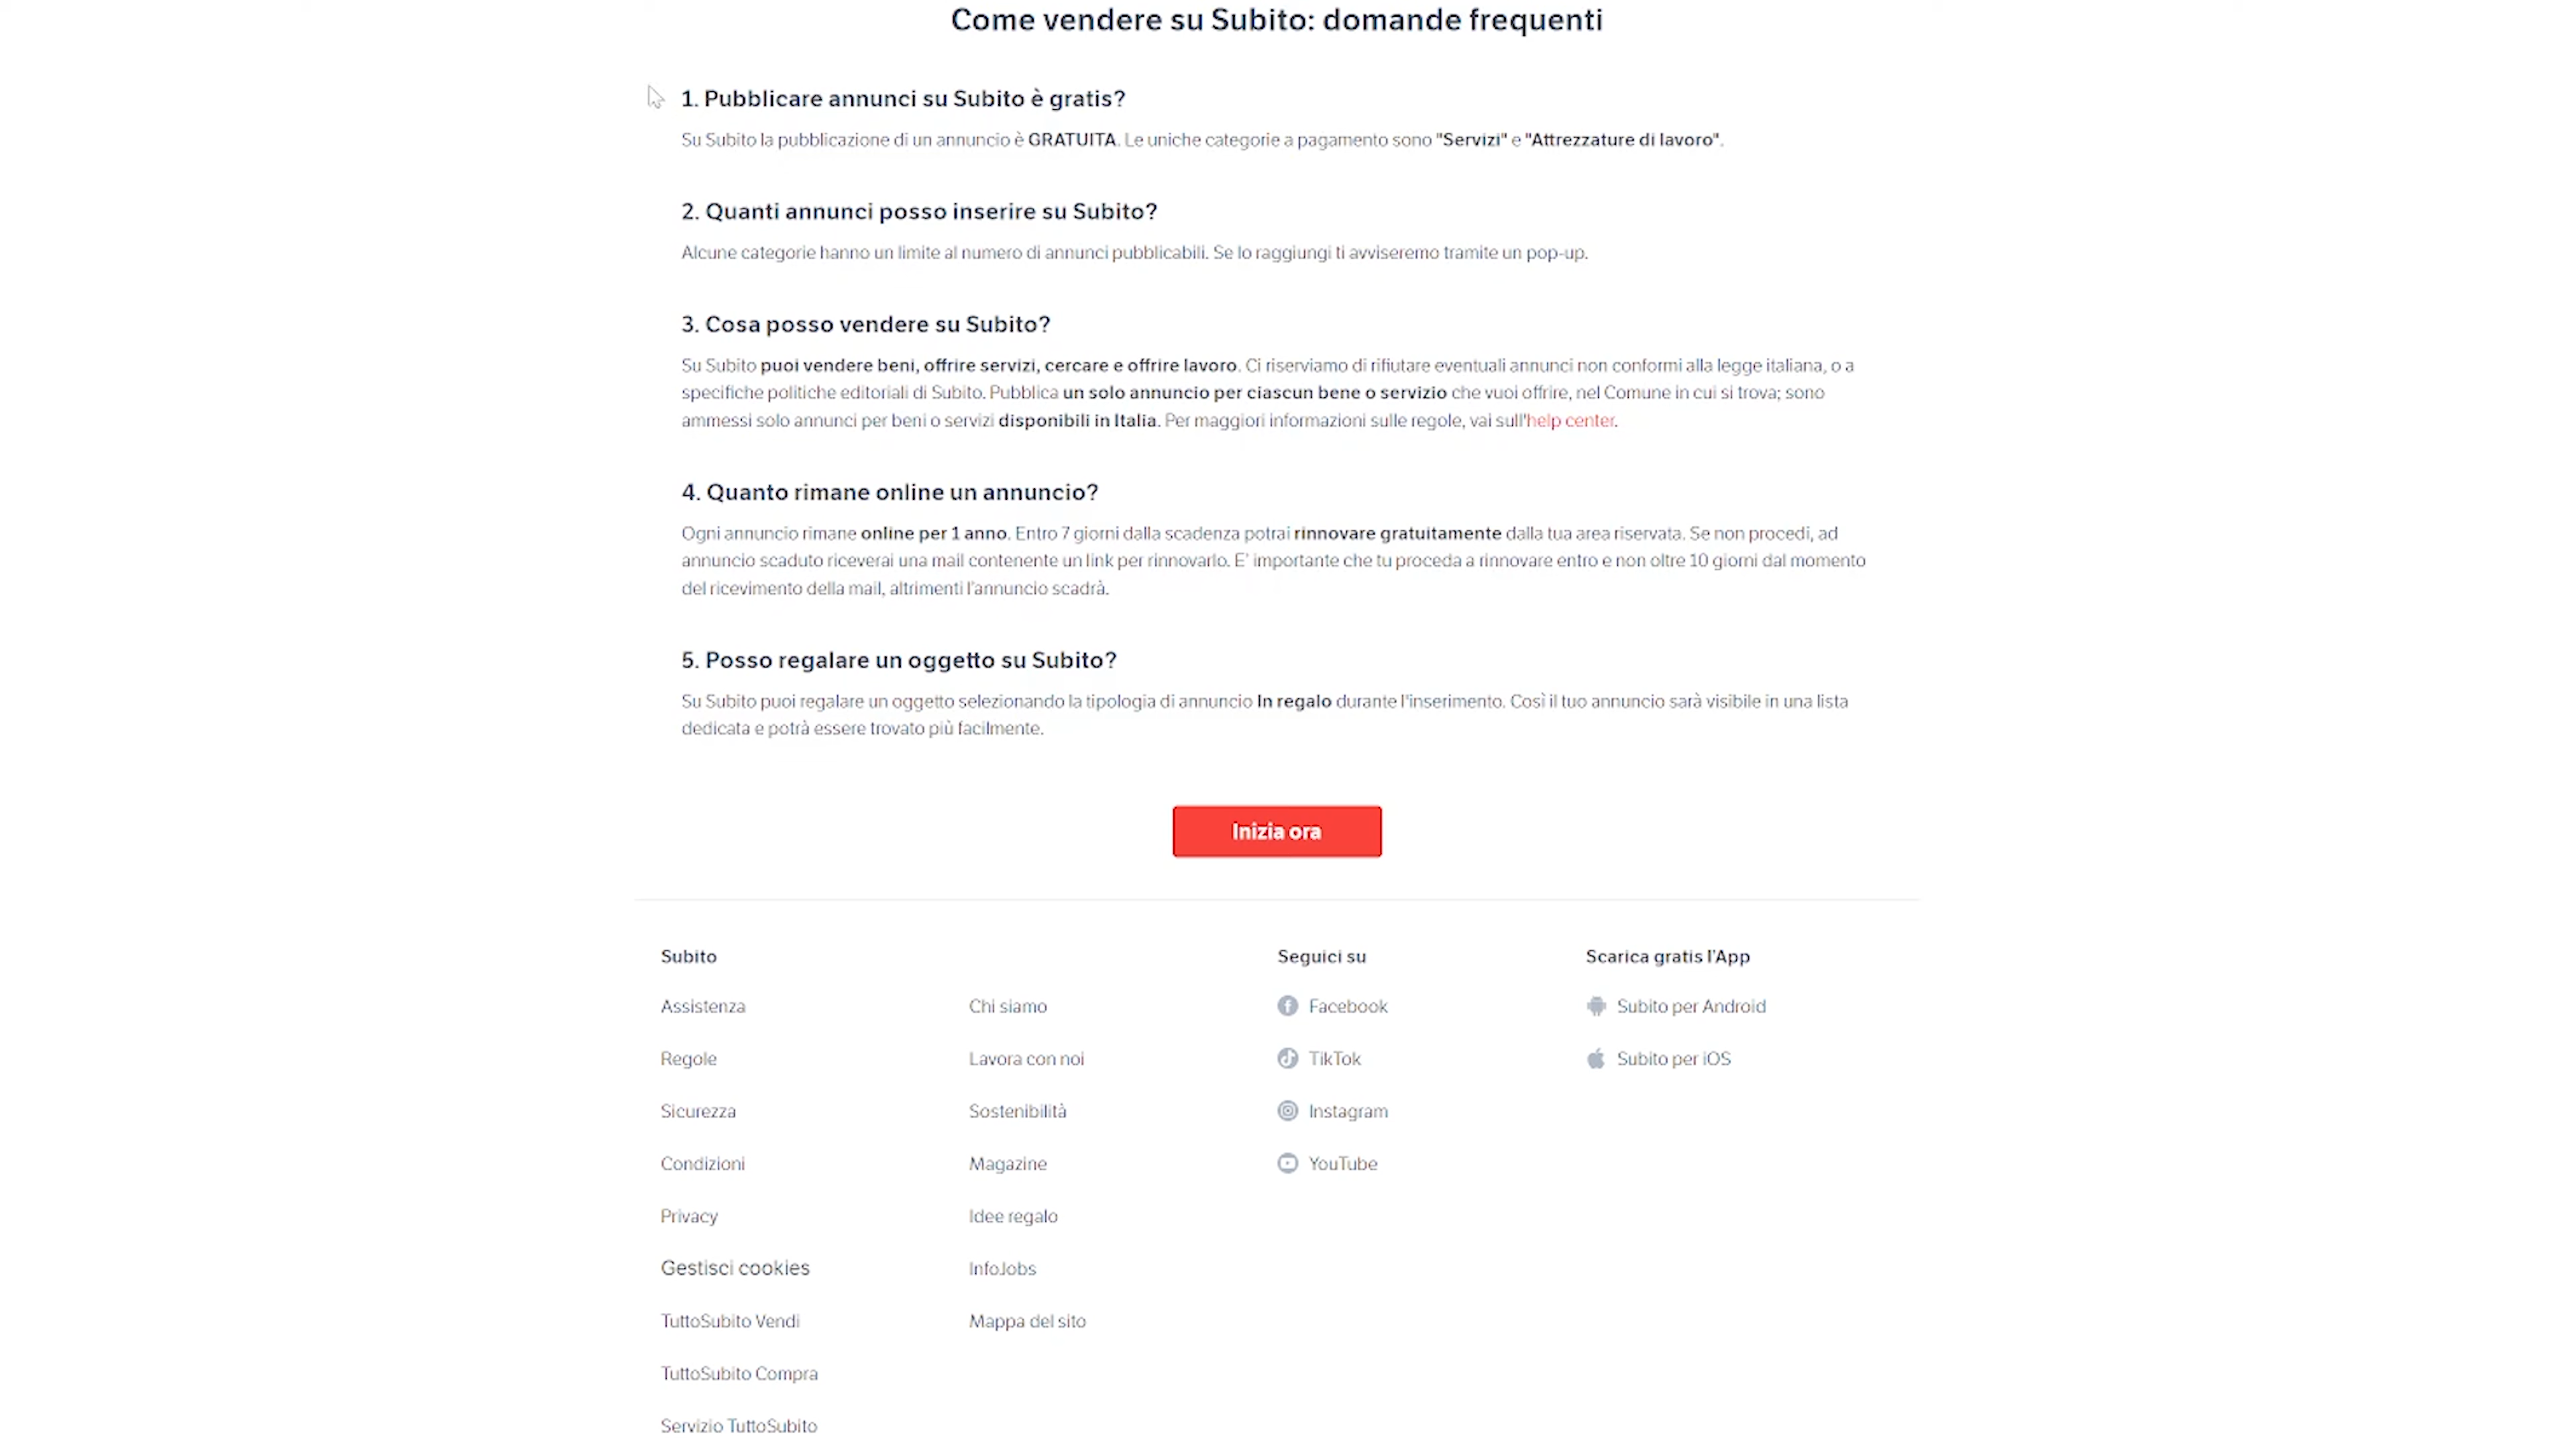 Come vendere su Subito: domande frequenti
1. Pubblicare annunci su Subito è gratis?
Su Subito la pubblicazione di un annuncio è GRATUITA. Le uniche categorie a pagamento sono "Servizi" e "Attrezzature di lavoro".
2. Quanti annunci posso inserire su Subito?
Alcune categorie hanno un limite al numero di annunci pubblicabili. Se lo raggiungi ti avviseremo tramite un pop-up.
3. Cosa posso vendere su Subito?
Su Subito puoi vendere beni, offrire servizi, cercare e offrire lavoro. Ci riserviamo di rifiutare eventuali annunci non conformi alla legge italiana, o a
specifiche politiche editoriali di Subito. Pubblica un solo annuncio per ciascun bene o servizio che vuoi offrire, nel Comune in cui si trova; sono
ammessi solo annunci per beni o servizi disponibili in Italia. Per maggiori informazioni sulle regole, vai sull'help center.
4. Quanto rimane online un annuncio?
Ogni annuncio rimane online per 1 anno. Entro 7 giorni dalla scadenza potrai rinnovare gratuitamente dalla tua area riservata. Se non procedi, ad
annuncio scaduto riceverai una mail contenente un link per rinnovarlo. E' importante che tu proceda a rinnovare entro e non oltre 10 giorni dal momento
del ricevimento della mail, altrimenti l'annuncio scadrà.
5. Posso regalare un oggetto su Subito?
Su Subito puoi regalare un oggetto selezionando la tipologia di annuncio In regalo durante l'inserimento. Così il tuo annuncio sarà visibile in una lista
dedicata e potrà essere trovato più facilmente.
Inizia ora
Subito
Assistenza
Regole
Sicurezza
Condizioni
Privacy
Gestisci cookies
TuttoSubito Vendi
TuttoSubito Compra
Servizio TuttoSubito
Chi siamo
Lavora con noi
Sostenibilità
Magazine
Idee regalo
InfoJobs
Mappa del sito
Seguici su
Facebook
TikTok
Instagram
YouTube
Scarica gratis l'App
Subito per Android
Subito per iOS